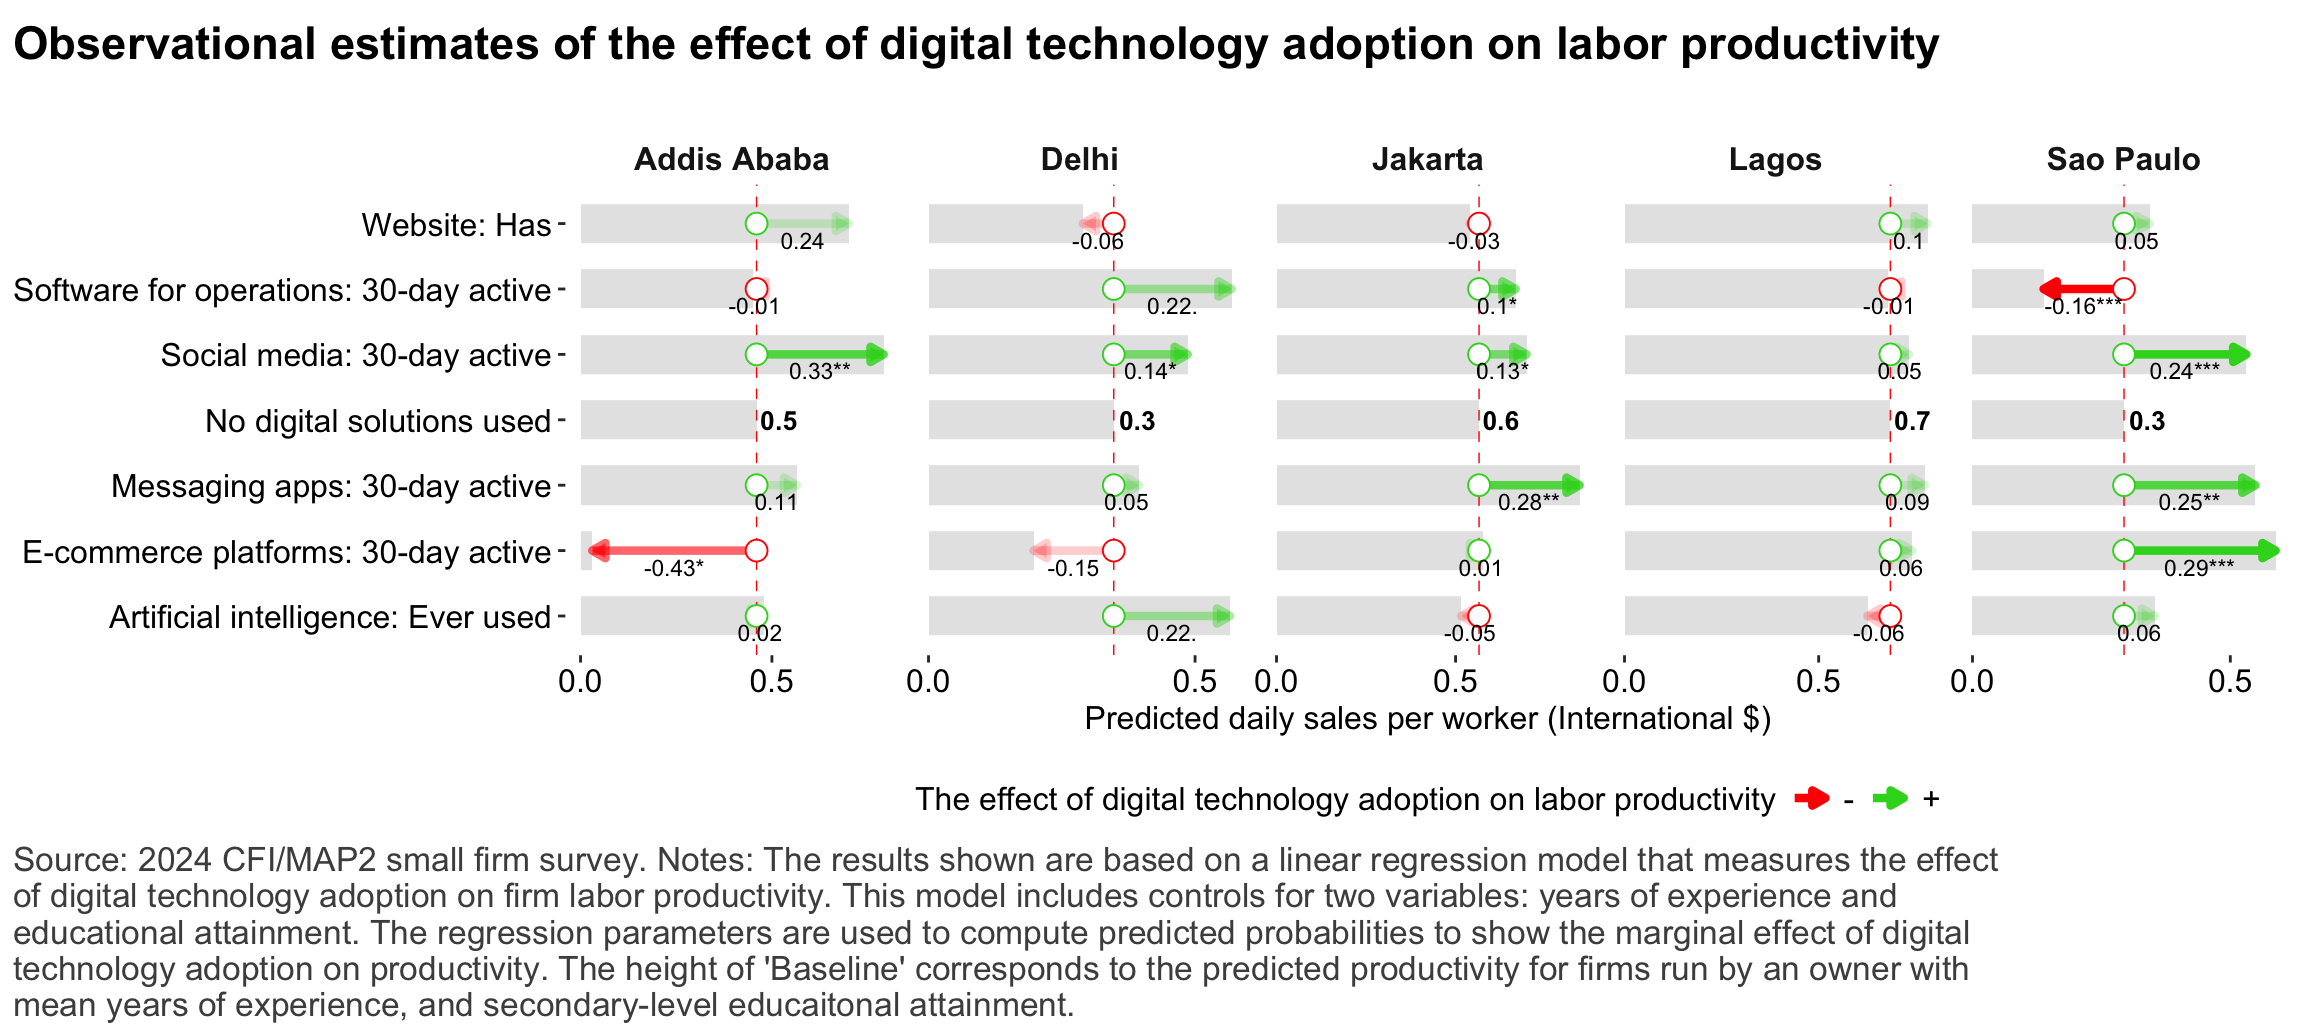 Observational estimates of the effect of digital technology adoption on labor productivity
Addis Ababa Delhi Jakarta Lagos Sao Paulo
Website: Has 0.24 -0.06 -0.03 0.1 0.05
Software for operations: 30-day active -0.01 0.22. 0.1* -0.01 -0.16***
Social media: 30-day active 0.33** 0.14* 0.13* 0.05 0.24***
No digital solutions used 0.5 0.3 0.6 0.7 0.3
Messaging apps: 30-day active 0.11 0.05 0.28** 0.09 0.25**
E-commerce platforms: 30-day active -0.43* -0.15 0.01 0.06 0.29***
Artificial intelligence: Ever used 0.02 0.22. -0.05 -0.06 0.06
0.0 0.5 0.0 0.5 0.0 0.5 0.0 0.5 0.0 0.5
Predicted daily sales per worker (International $)
The effect of digital technology adoption on labor productivity - +
Source: 2024 CFI/MAP2 small firm survey. Notes: The results shown are based on a linear regression model that measures the effect
of digital technology adoption on firm labor productivity. This model includes controls for two variables: years of experience and
educational attainment. The regression parameters are used to compute predicted probabilities to show the marginal effect of digital
technology adoption on productivity. The height of 'Baseline' corresponds to the predicted productivity for firms run by an owner with
mean years of experience, and secondary-level educaitonal attainment.